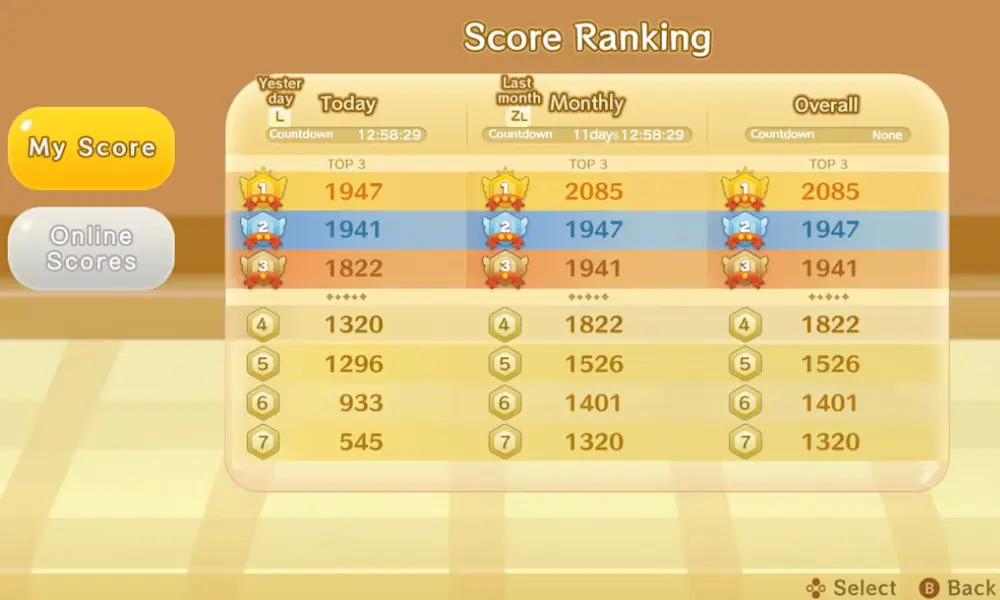 Score Ranking
My Score
Online
Scores
Yester
day
L
Today
Countdown 12:58:29
TOP 3
1 1947
2 1941
3 1822
4 1320
5 1296
6 933
7 545
Last
month
ZL
Monthly
Countdown 11days 12:58:29
TOP 3
1 2085
2 1947
3 1941
4 1822
5 1526
6 1401
7 1320
Overall
Countdown None
TOP 3
1 2085
2 1947
3 1941
4 1822
5 1526
6 1401
7 1320
Select B Back